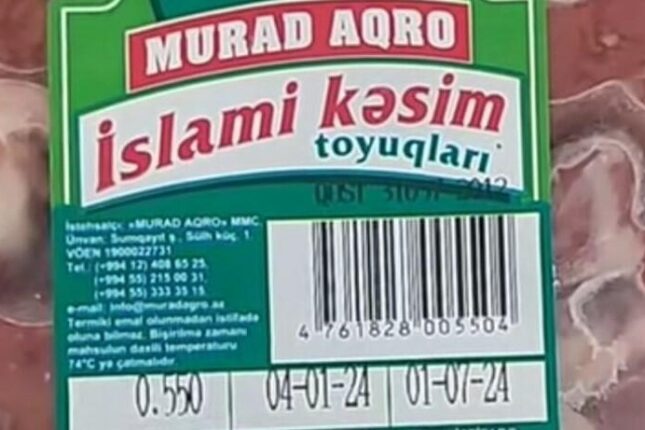 MURAD AQRO
İslami kəsim
toyuqları
QOST 31097-2012
İstehsalçı: «MURAD AQRO» MMC.
Ünvan: Sumqayıt ş., Sülh küç. 1.
VÖEN 1900022731
Tel.: (+994 12) 408 65 25,
(+994 55) 215 00 31,
(+994 55) 333 35 15
e-mail: info@muradagro.az
Termiki emal olunmadan istifadə
oluna bilməz. Bişirilmə zamanı
məhsulun daxili temperaturu
74°C yə çatmalıdır
4 761828 005504
0.550 04-01-24 01-07-24